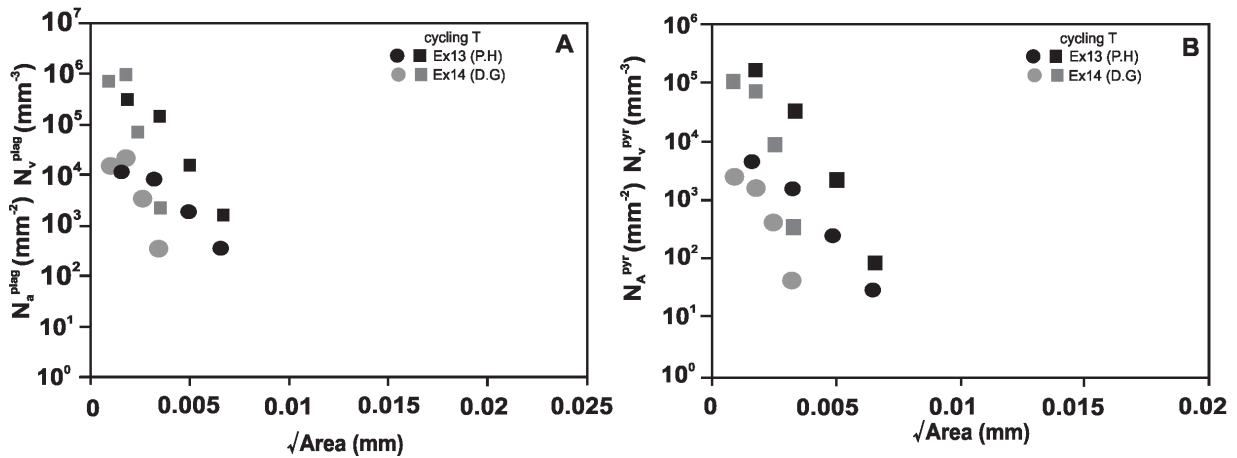 A
cycling T
Ex13 (P.H)
Ex14 (D.G)
N_a^plag (mm^-2) N_v^plag (mm^-3)
10^7
10^6
10^5
10^4
10^3
10^2
10^1
10^0
0 0.005 0.01 0.015 0.02 0.025
√Area (mm)
B
cycling T
Ex13 (P.H)
Ex14 (D.G)
N_A^pyr (mm^-2) N_v^pyr (mm^-3)
10^6
10^5
10^4
10^3
10^2
10^1
10^0
0 0.005 0.01 0.015 0.02
√Area (mm)